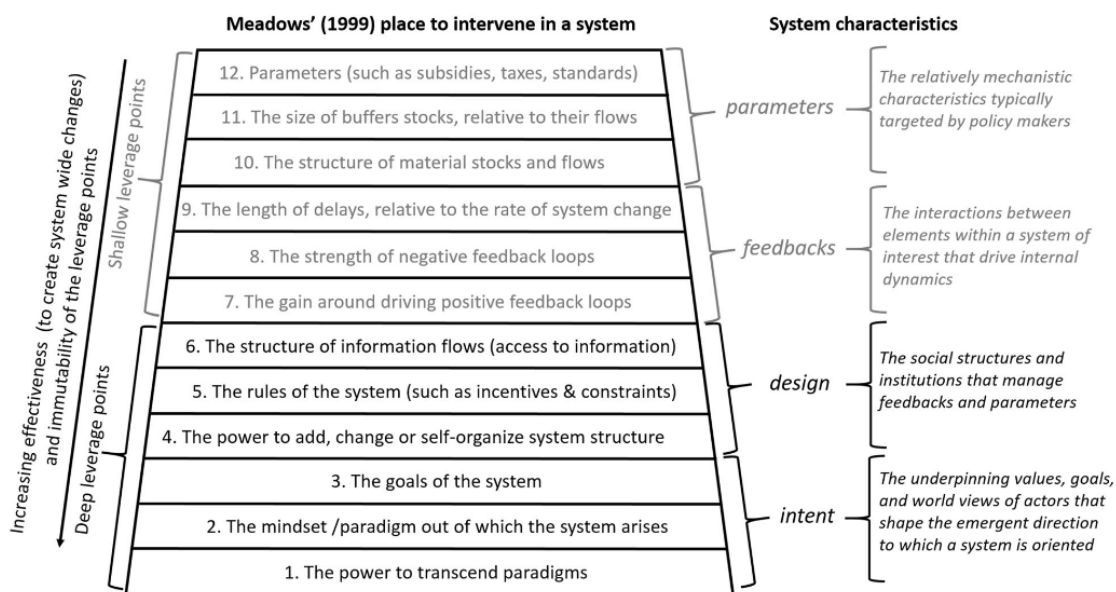 Meadows’ (1999) place to intervene in a system
System characteristics
Increasing effectiveness (to create system wide changes)
and immutability of the leverage points
Shallow leverage points
Deep leverage points
12. Parameters (such as subsidies, taxes, standards)
11. The size of buffers stocks, relative to their flows
10. The structure of material stocks and flows
9. The length of delays, relative to the rate of system change
8. The strength of negative feedback loops
7. The gain around driving positive feedback loops
6. The structure of information flows (access to information)
5. The rules of the system (such as incentives & constraints)
4. The power to add, change or self-organize system structure
3. The goals of the system
2. The mindset /paradigm out of which the system arises
1. The power to transcend paradigms
parameters
The relatively mechanistic
characteristics typically
targeted by policy makers
feedbacks
The interactions between
elements within a system of
interest that drive internal
dynamics
design
The social structures and
institutions that manage
feedbacks and parameters
intent
The underpinning values, goals,
and world views of actors that
shape the emergent direction
to which a system is oriented